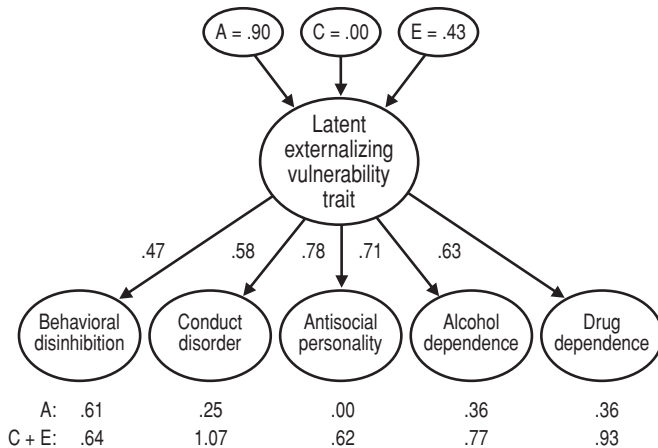 A = .90 C = .00 E = .43
Latent
externalizing
vulnerability
trait
.47 .58 .78 .71 .63
Behavioral
disinhibition
Conduct
disorder
Antisocial
personality
Alcohol
dependence
Drug
dependence
A: .61 .25 .00 .36 .36
C + E: .64 1.07 .62 .77 .93